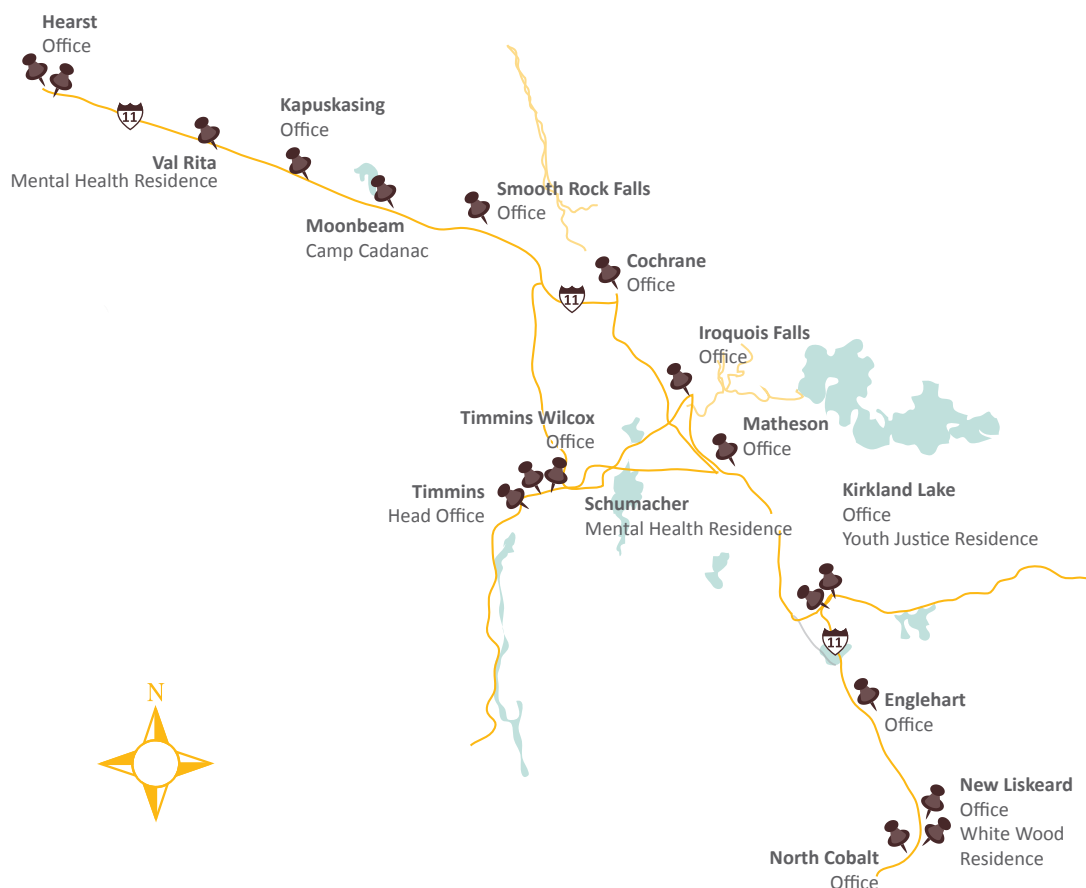 Hearst
Office
11
Kapuskasing
Office
Val Rita
Mental Health Residence
Smooth Rock Falls
Office
Moonbeam
Camp Cadanac
Cochrane
Office
11
Iroquois Falls
Office
Timmins Wilcox
Office
Matheson
Office
Timmins
Head Office
Schumacher
Mental Health Residence
Kirkland Lake
Office
Youth Justice Residence
11
N
Englehart
Office
New Liskeard
Office
White Wood
Residence
North Cobalt
Office